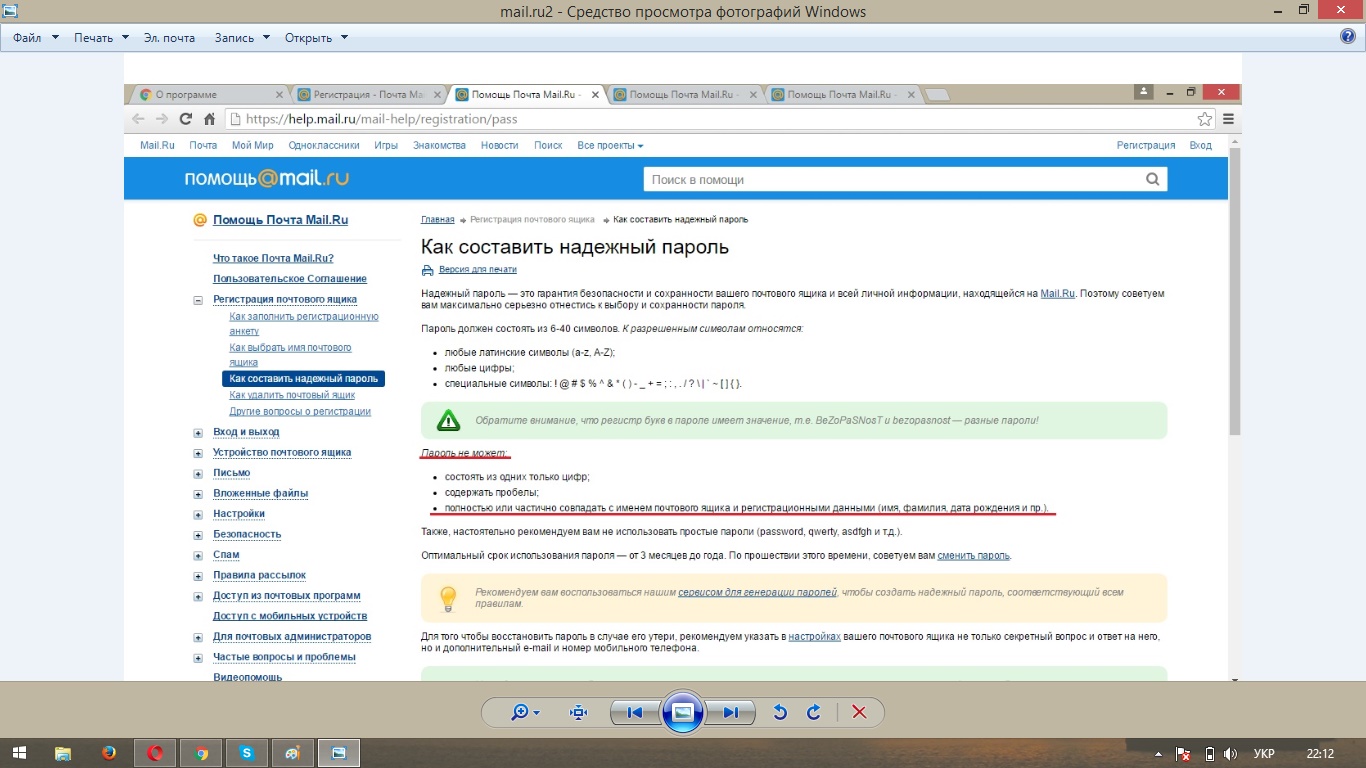 mail.ru2 - Средство просмотра фотографий Windows
Файл Печать Эл. почта Запись Открыть
О программе Регистрация - Почта Mai Помощь Почта Mail.Ru - Помощь Почта Mail.Ru - Помощь Почта Mail.Ru -
https://help.mail.ru/mail-help/registration/pass
Mail.Ru Почта Мой Мир Одноклассники Игры Знакомства Новости Поиск Все проекты Регистрация Вход
помощь@mail.ru Поиск в помощи
Помощь Почта Mail.Ru
Что такое Почта Mail.Ru?
Пользовательское Соглашение
Регистрация почтового ящика
Как заполнить регистрационную
анкету
Как выбрать имя почтового
ящика
Как составить надежный пароль
Как удалить почтовый ящик
Другие вопросы о регистрации
Вход и выход
Устройство почтового ящика
Письмо
Вложенные файлы
Настройки
Безопасность
Спам
Правила рассылок
Доступ из почтовых программ
Доступ с мобильных устройств
Для почтовых администраторов
Частые вопросы и проблемы
Видеопомощь
Главная Регистрация почтового ящика Как составить надежный пароль
Как составить надежный пароль
Версия для печати
Надежный пароль — это гарантия безопасности и сохранности вашего почтового ящика и всей личной информации, находящейся на Mail.Ru. Поэтому советуем
вам максимально серьезно отнестись к выбору и сохранности пароля.
Пароль должен состоять из 6-40 символов. К разрешенным символам относятся:
• любые латинские символы (a-z, A-Z);
• любые цифры;
• специальные символы: ! @ # $ % ^ & * ( ) - _ + = ; : , . / ? \ | ` ~ [ ] { }.
Обратите внимание, что регистр букв в пароле имеет значение, т.е. BeZoPaSNosT и bezopasnost — разные пароли!
Пароль не может:
• состоять из одних только цифр;
• содержать пробелы;
• полностью или частично совпадать с именем почтового ящика и регистрационными данными (имя, фамилия, дата рождения и пр.).
Также, настоятельно рекомендуем вам не использовать простые пароли (password, qwerty, asdfgh и т.д.).
Оптимальный срок использования пароля — от 3 месяцев до года. По прошествии этого времени, советуем вам сменить пароль.
Рекомендуем вам воспользоваться нашим сервисом для генерации паролей, чтобы создать надежный пароль, соответствующий всем
правилам.
Для того чтобы восстановить пароль в случае его утери, рекомендуем указать в настройках вашего почтового ящика не только секретный вопрос и ответ на него,
но и дополнительный e-mail и номер мобильного телефона.
УКР 22:12